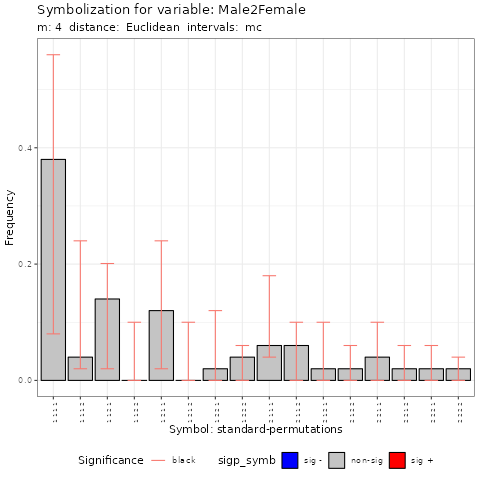 Symbolization for variable: Male2Female
m: 4 distance: Euclidean intervals: mc
Frequency
0.4
0.2
0.0
Symbol: standard-permutations
Significance black sigp_symb sig - non-sig sig +